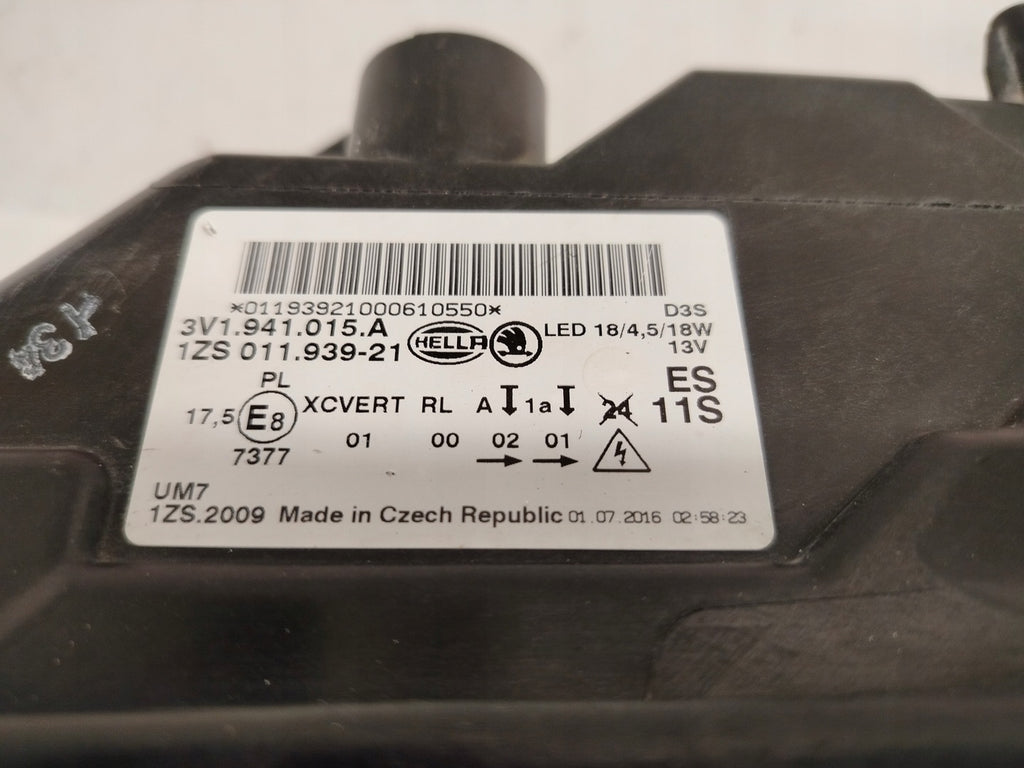 *011939210000610550*
D3S
3V1.941.015.A
HELLA
LED 18/4,5/18W
1ZS 011.939-21
13V
PL
ES
17,5 E8 XCVERT RL A 1a 24 11S
7377 01 00 02 01
UM7
1ZS.2009 Made in Czech Republic 01.07.2016 02:58:23